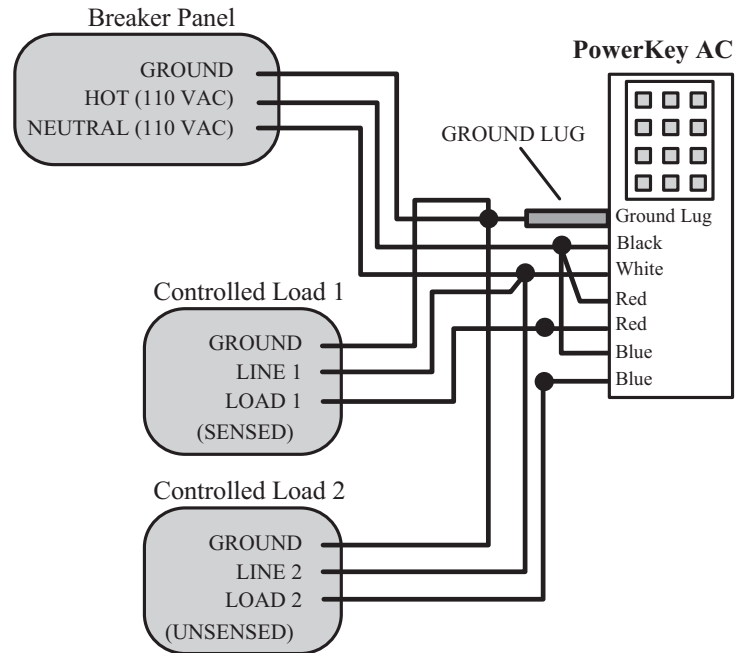 Breaker Panel
GROUND
HOT (110 VAC)
NEUTRAL (110 VAC)
PowerKey AC
GROUND LUG
Ground Lug
Black
White
Red
Red
Blue
Blue
Controlled Load 1
GROUND
LINE 1
LOAD 1
(SENSED)
Controlled Load 2
GROUND
LINE 2
LOAD 2
(UNSENSED)